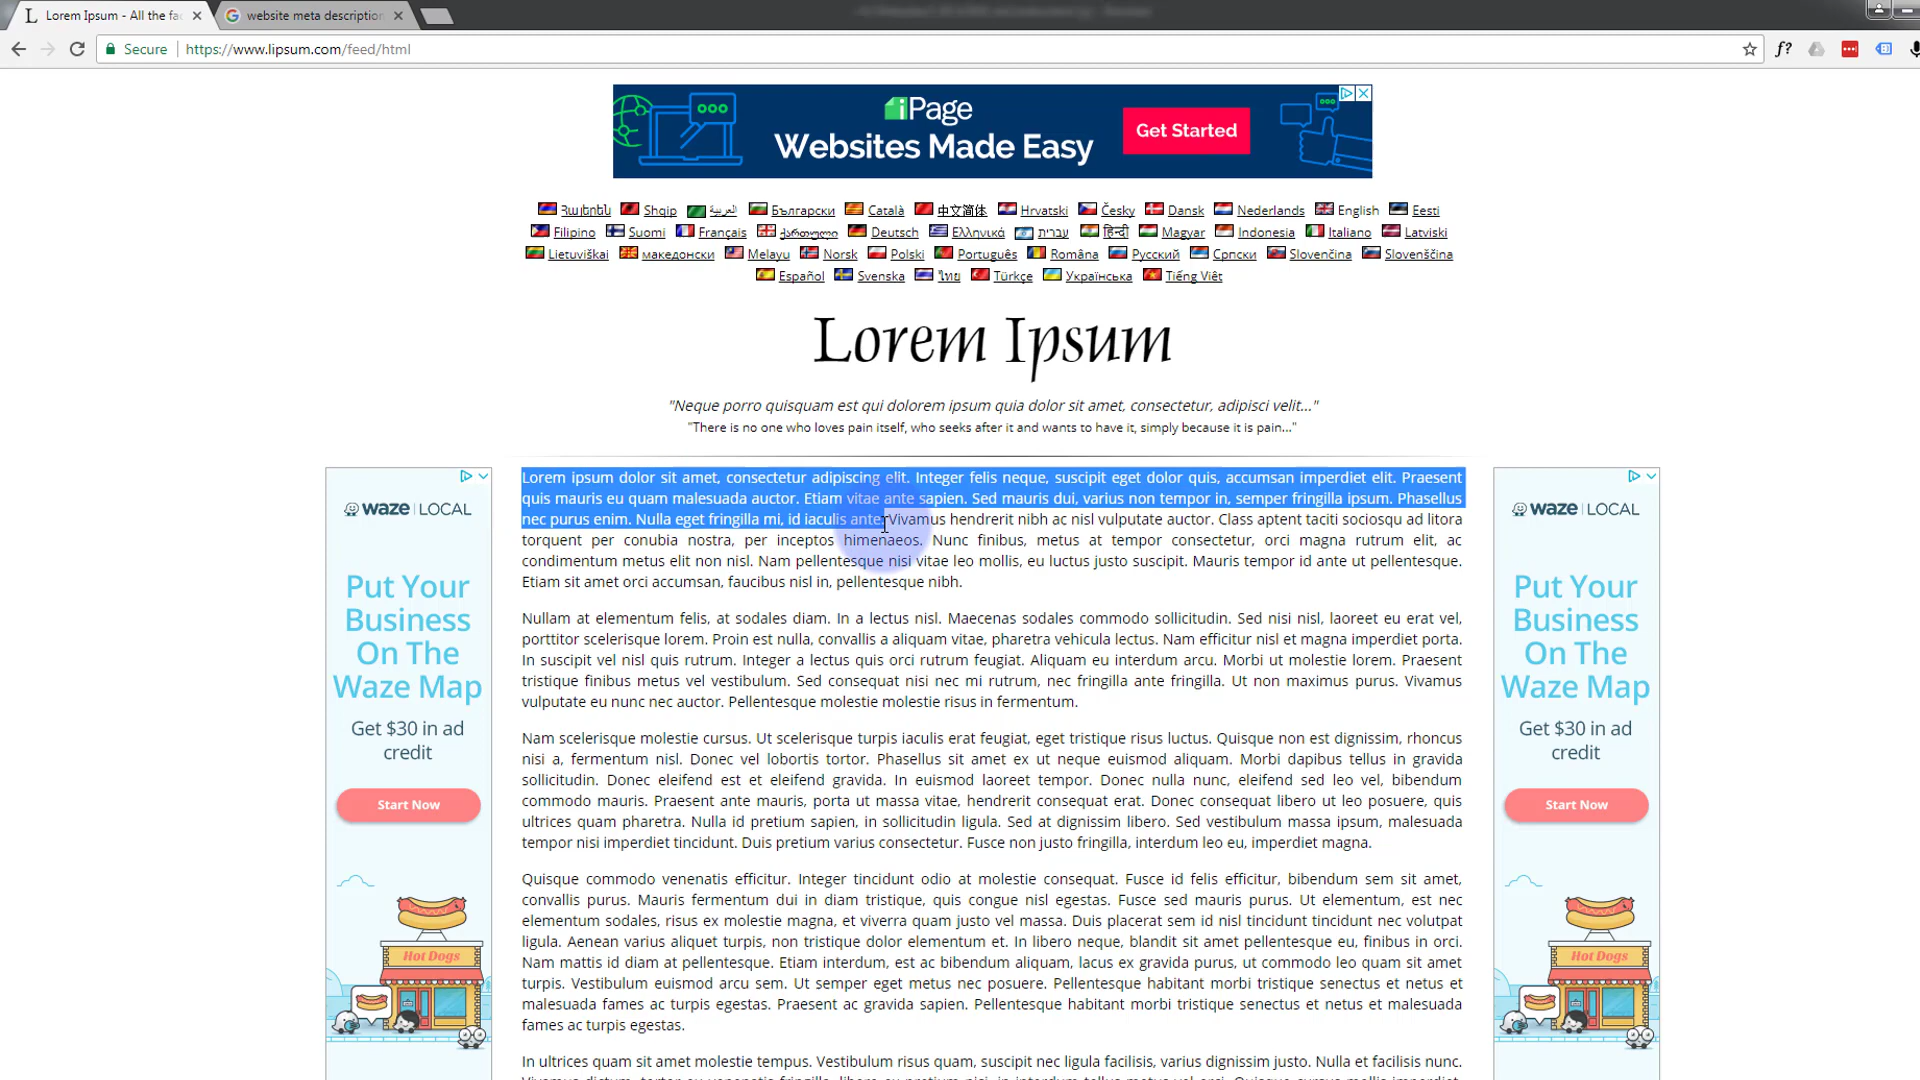 Lorem Ipsum - All the fa
website meta description
Secure
https://www.lipsum.com/feed/html
iPage
Websites Made Easy
Get Started
Հայերեն Shqip العربية Български Català 中文简体 Hrvatski Česky Dansk Nederlands English Eesti
Filipino Suomi Français ქართული Deutsch Ελληνικά עברית हिन्दी Magyar Indonesia Italiano Latviski
Lietuviškai македонски Melayu Norsk Polski Português Româna Русский Српски Slovenčina Slovenščina
Español Svenska ไทย Türkçe Українська Tiếng Việt
Lorem Ipsum
"Neque porro quisquam est qui dolorem ipsum quia dolor sit amet, consectetur, adipisci velit..."
"There is no one who loves pain itself, who seeks after it and wants to have it, simply because it is pain..."
waze LOCAL
Put Your
Business
On The
Waze Map
Get $30 in ad
credit
Start Now
Hot Dogs
Lorem ipsum dolor sit amet, consectetur adipiscing elit. Integer felis neque, suscipit eget dolor quis, accumsan imperdiet elit. Praesent
quis mauris eu quam malesuada auctor. Etiam vitae ante sapien. Sed mauris dui, varius non tempor in, semper fringilla ipsum. Phasellus
nec purus enim. Nulla eget fringilla mi, id iaculis ante. Vivamus hendrerit nibh ac nisl vulputate auctor. Class aptent taciti sociosqu ad litora
torquent per conubia nostra, per inceptos himenaeos. Nunc finibus, metus at tempor consectetur, orci magna rutrum elit, ac
condimentum metus elit non nisl. Nam pellentesque nisi vitae leo mollis, eu luctus justo suscipit. Mauris tempor id ante ut pellentesque.
Etiam sit amet orci accumsan, faucibus nisl in, pellentesque nibh.
Nullam at elementum felis, at sodales diam. In a lectus nisl. Maecenas sodales commodo sollicitudin. Sed nisi nisl, laoreet eu erat vel,
porttitor scelerisque lorem. Proin est nulla, convallis a aliquam vitae, pharetra vehicula lectus. Nam efficitur nisl et magna imperdiet porta.
In suscipit vel nisl quis rutrum. Integer a lectus quis orci rutrum feugiat. Aliquam eu interdum arcu. Morbi ut molestie lorem. Praesent
tristique finibus metus vel vestibulum. Sed consequat nisi nec mi rutrum, nec fringilla ante fringilla. Ut non maximus purus. Vivamus
vulputate eu nunc nec auctor. Pellentesque molestie molestie risus in fermentum.
Nam scelerisque molestie cursus. Ut scelerisque turpis iaculis erat feugiat, eget tristique risus luctus. Quisque non est dignissim, rhoncus
nisi a, fermentum nisl. Donec vel lobortis tortor. Phasellus sit amet ex ut neque euismod aliquam. Morbi dapibus tellus in gravida
sollicitudin. Donec eleifend est et eleifend gravida. In euismod laoreet tempor. Donec nulla nunc, eleifend sed leo vel, bibendum
commodo mauris. Praesent ante mauris, porta ut massa vitae, hendrerit consequat erat. Donec consequat libero ut leo posuere, quis
ultrices quam pharetra. Nulla id pretium sapien, in sollicitudin ligula. Sed at dignissim libero. Sed vestibulum massa ipsum, malesuada
tempor nisi imperdiet tincidunt. Duis pretium varius consectetur. Fusce non justo fringilla, interdum leo eu, imperdiet magna.
Quisque commodo venenatis efficitur. Integer tincidunt odio at molestie consequat. Fusce id felis efficitur, bibendum sem sit amet,
convallis purus. Mauris fermentum dui in diam tristique, quis congue nisl egestas. Fusce sed mauris purus. Ut elementum, est nec
elementum sodales, risus ex molestie magna, et viverra quam justo vel massa. Duis placerat sem id nisl tincidunt tincidunt nec volutpat
ligula. Aenean varius aliquet turpis, non tristique dolor elementum et. In libero neque, blandit sit amet pellentesque eu, finibus in orci.
Nam mattis id diam at pellentesque. Etiam interdum, est ac bibendum aliquam, lacus ex gravida purus, ut commodo leo quam sit amet
turpis. Vestibulum euismod arcu sem. Ut semper eget metus nec posuere. Pellentesque habitant morbi tristique senectus et netus et
malesuada fames ac turpis egestas. Praesent ac gravida sapien. Pellentesque habitant morbi tristique senectus et netus et malesuada
fames ac turpis egestas.
In ultrices quam sit amet molestie tempus. Vestibulum risus quam, suscipit nec ligula facilisis, varius dignissim justo. Nulla et facilisis nunc.
waze LOCAL
Put Your
Business
On The
Waze Map
Get $30 in ad
credit
Start Now
Hot Dogs